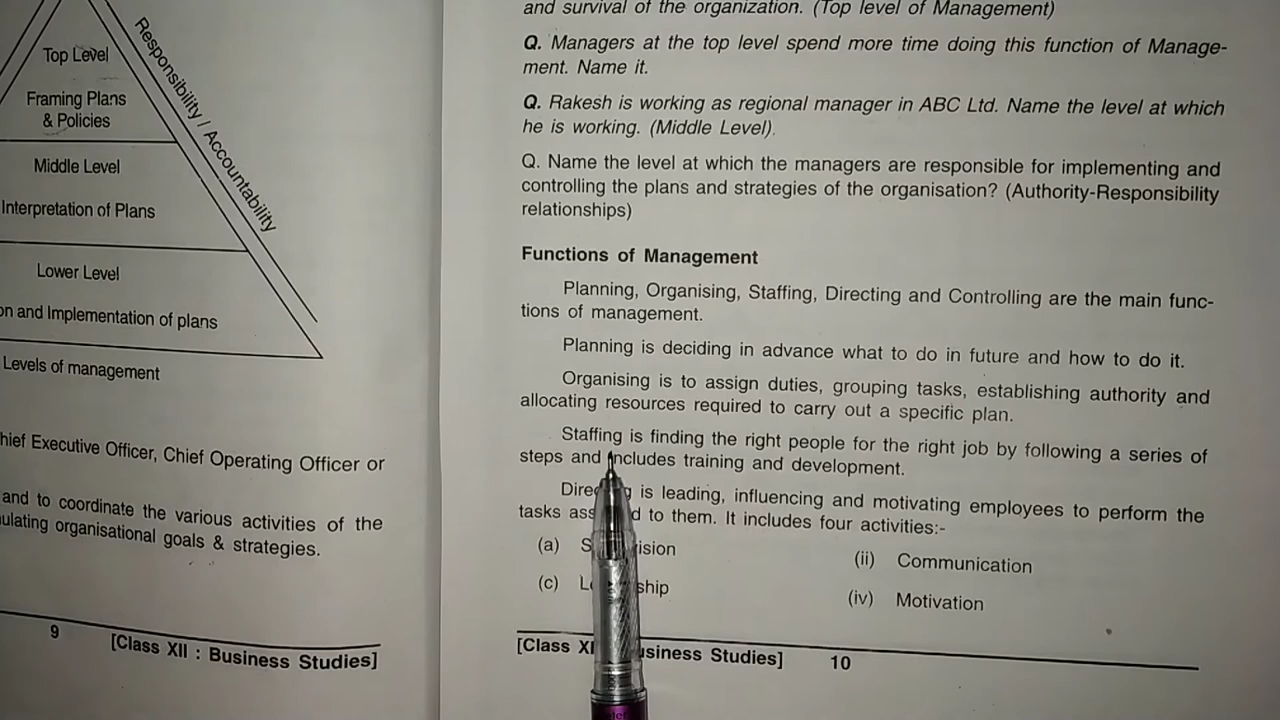 Top Level
Framing Plans
& Policies
Middle Level
Interpretation of Plans
Lower Level
and Implementation of plans
Responsibility / Accountability
Levels of management
Executive Officer, Chief Operating Officer or
and to coordinate the various activities of the
organisational goals & strategies.
9 [Class XII : Business Studies]
and survival of the organization. (Top level of Management)
Q. Managers at the top level spend more time doing this function of Manage-
ment. Name it.
Q. Rakesh is working as regional manager in ABC Ltd. Name the level at which
he is working. (Middle Level).
Q. Name the level at which the managers are responsible for implementing and
controlling the plans and strategies of the organisation? (Authority-Responsibility
relationships)
Functions of Management
Planning, Organising, Staffing, Directing and Controlling are the main func-
tions of management.
Planning is deciding in advance what to do in future and how to do it.
Organising is to assign duties, grouping tasks, establishing authority and
allocating resources required to carry out a specific plan.
Staffing is finding the right people for the right job by following a series of
steps and includes training and development.
is leading, influencing and motivating employees to perform the
tasks to them. It includes four activities:-
(a) (ii) Communication
(c) (iv) Motivation
[Class Business Studies] 10